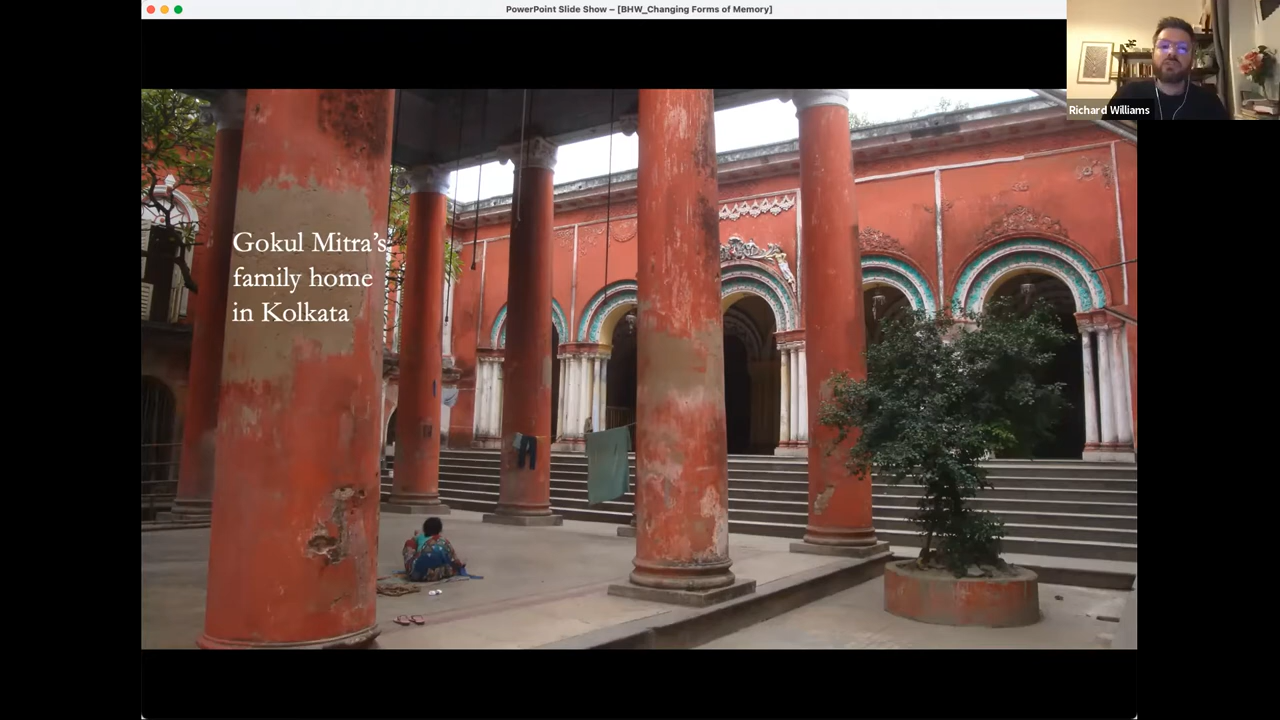 PowerPoint Slide Show – [BHW_Changing Forms of Memory]
Richard Williams
Gokul Mitra's
family home
in Kolkata